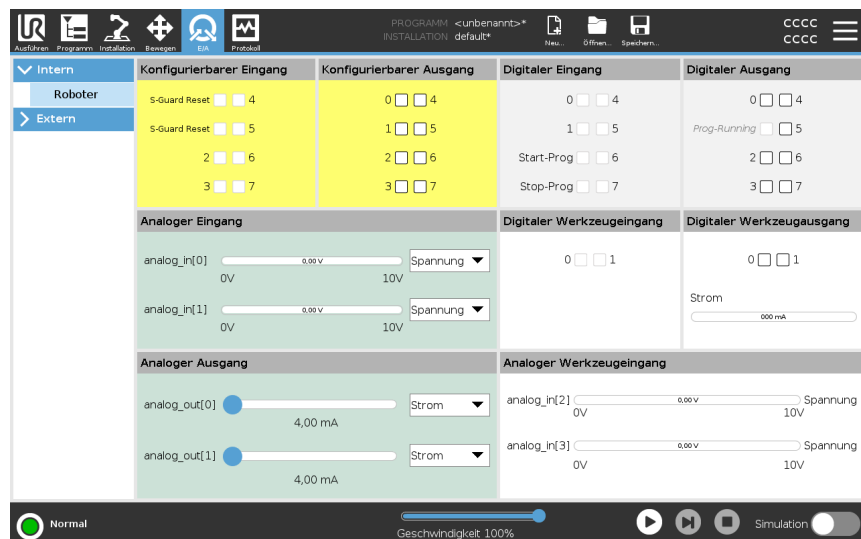 PROGRAMM <unbenannt>*
INSTALLATION default*
Ausführen Programm Installation Bewegen E/A Protokoll
Neu... Öffnen... Speichern...
CCCC
CCCC
Intern
Roboter
Extern
Konfigurierbarer Eingang
S-Guard Reset 4
S-Guard Reset 5
2 6
3 7
Konfigurierbarer Ausgang
0 4
1 5
2 6
3 7
Digitaler Eingang
0 4
1 5
Start-Prog 6
Stop-Prog 7
Digitaler Ausgang
0 4
Prog-Running 5
2 6
3 7
Analoger Eingang
analog_in[0] 0,00 V Spannung
0V 10V
analog_in[1] 0,00 V Spannung
0V 10V
Digitaler Werkzeugeingang
0 1
Digitaler Werkzeugausgang
0 1
Strom
000 mA
Analoger Ausgang
analog_out[0] Strom
4,00 mA
analog_out[1] Strom
4,00 mA
Analoger Werkzeugeingang
analog_in[2] 0,00 V Spannung
0V 10V
analog_in[3] 0,00 V Spannung
0V 10V
Normal
Geschwindigkeit 100%
Simulation